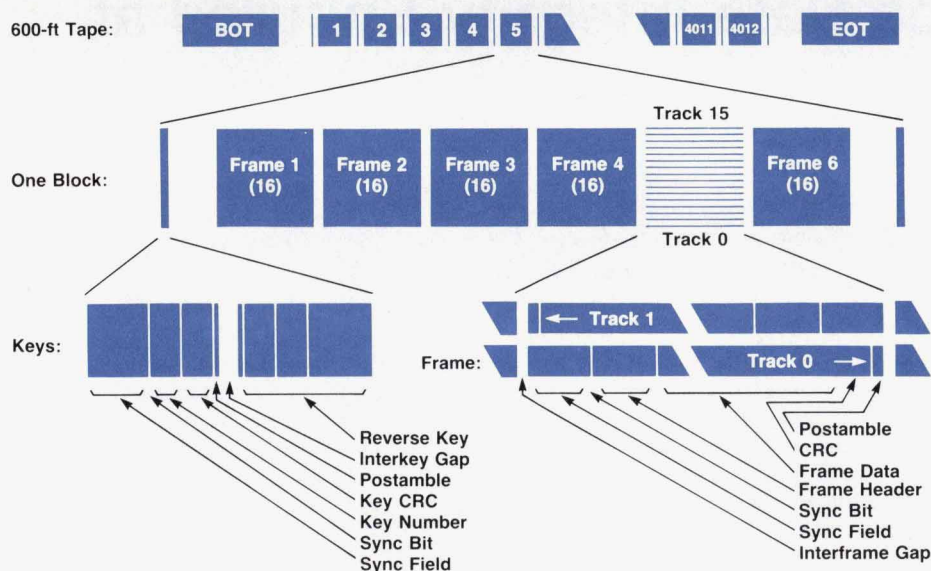 600-ft Tape:
BOT 1 2 3 4 5 4011 4012 EOT
One Block:
Frame 1
(16)
Frame 2
(16)
Frame 3
(16)
Frame 4
(16)
Track 15
Track 0
Frame 6
(16)
Keys:
Reverse Key
Interkey Gap
Postamble
Key CRC
Key Number
Sync Bit
Sync Field
Frame:
← Track 1
Track 0 →
Postamble
CRC
Frame Data
Frame Header
Sync Bit
Sync Field
Interframe Gap